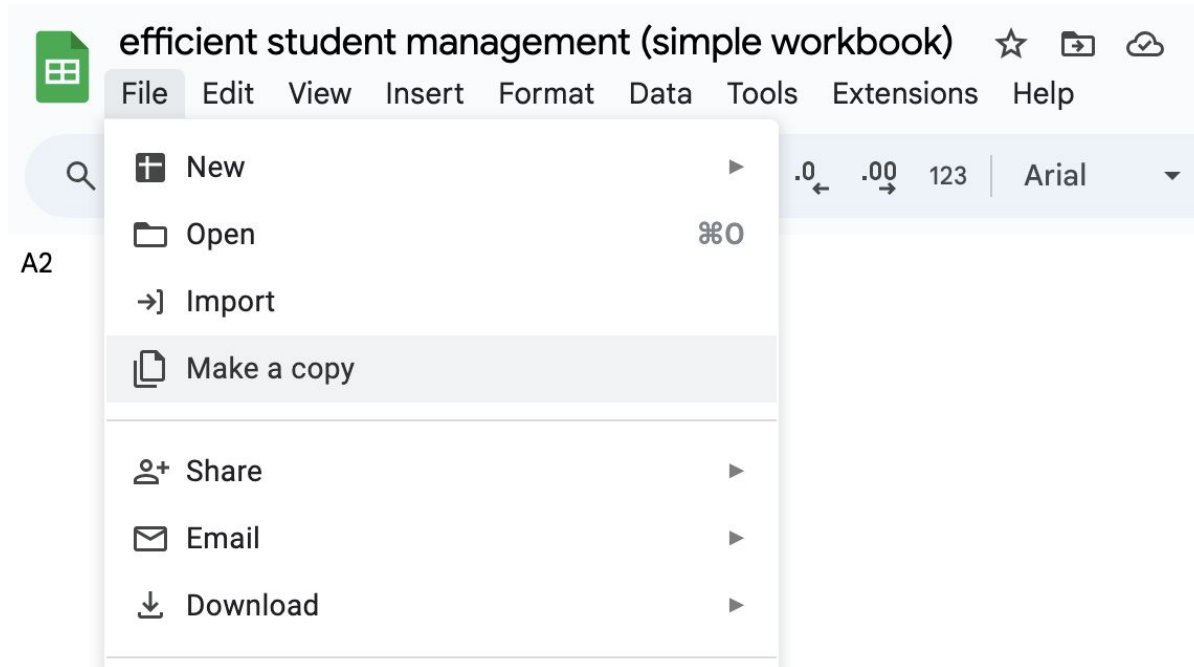 efficient student management (simple workbook)
File Edit View Insert Format Data Tools Extensions Help
New
.0 .00 123 Arial
Open ⌘O
A2
Import
Make a copy
Share
Email
Download